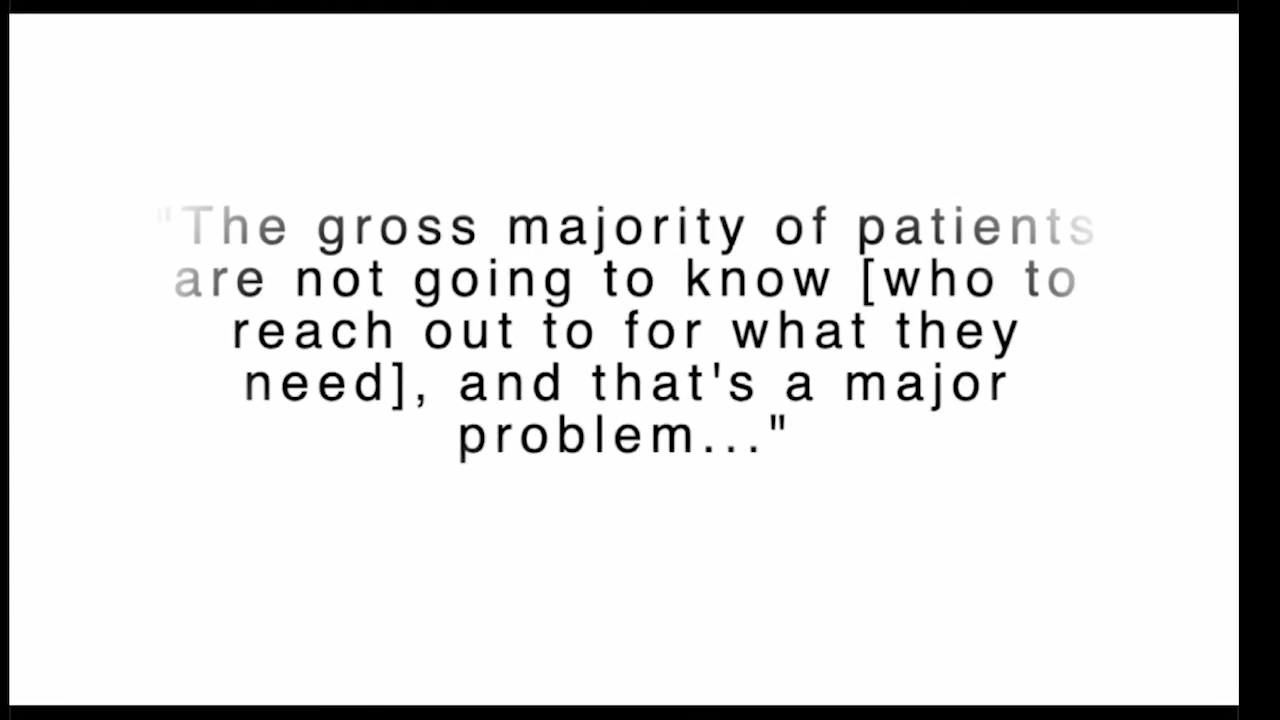 "The gross majority of patients
are not going to know [who to
reach out to for what they
need], and that's a major
problem..."